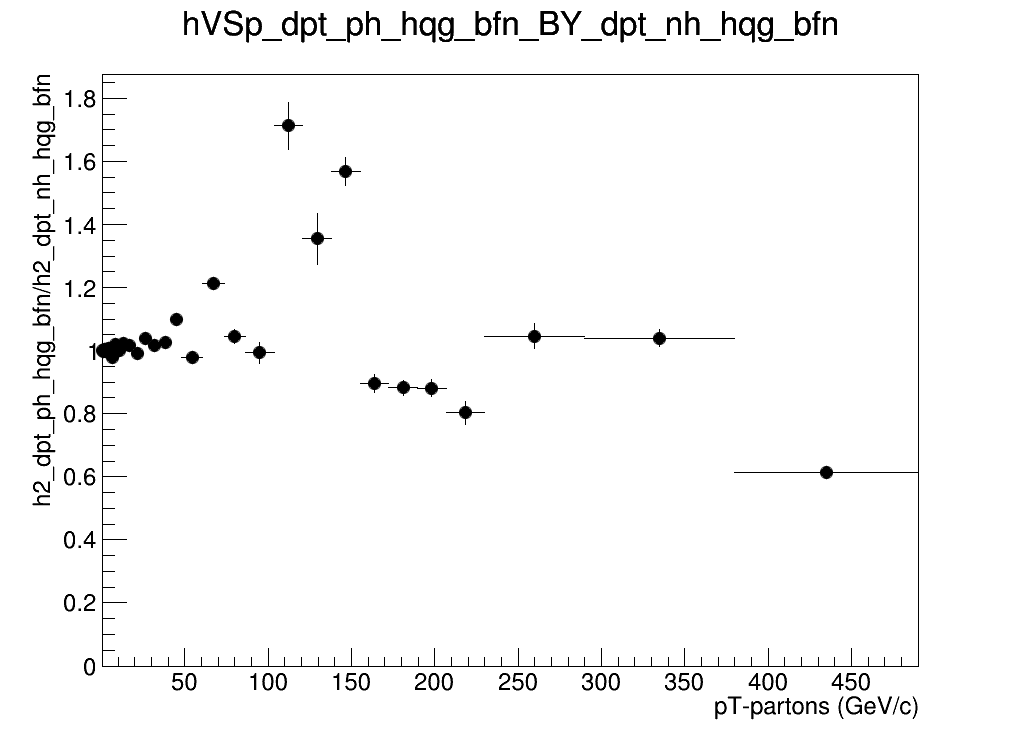 hVSp_dpt_ph_hqg_bfn_BY_dpt_nh_hqg_bfn
h2_dpt_ph_hqg_bfn/h2_dpt_nh_hqg_bfn
1.8
1.6
1.4
1.2
1
0.8
0.6
0.4
0.2
0
50 100 150 200 250 300 350 400 450
pT-partons (GeV/c)